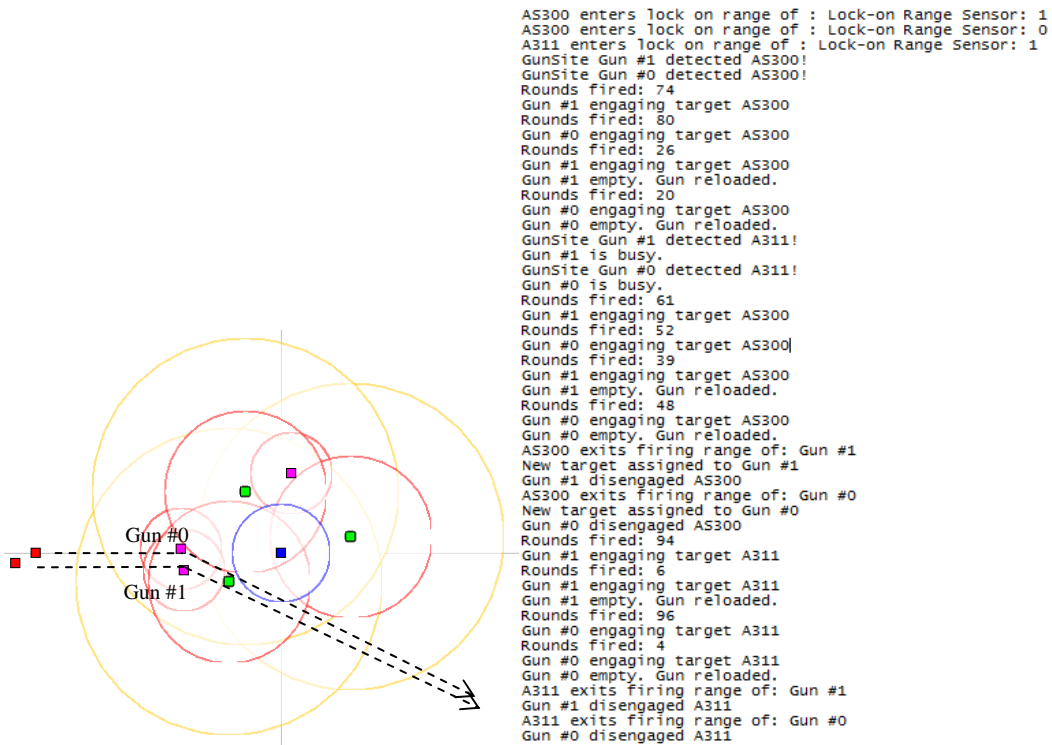 AS300 enters lock on range of : Lock-on Range Sensor: 1
AS300 enters lock on range of : Lock-on Range Sensor: 0
A311 enters lock on range of : Lock-on Range Sensor: 1
GunSite Gun #1 detected AS300!
GunSite Gun #0 detected AS300!
Rounds fired: 74
Gun #1 engaging target AS300
Rounds fired: 80
Gun #0 engaging target AS300
Rounds fired: 26
Gun #1 engaging target AS300
Gun #1 empty. Gun reloaded.
Rounds fired: 20
Gun #0 engaging target AS300
Gun #0 empty. Gun reloaded.
GunSite Gun #1 detected A311!
Gun #1 is busy.
GunSite Gun #0 detected A311!
Gun #0 is busy.
Rounds fired: 61
Gun #1 engaging target AS300
Rounds fired: 52
Gun #0 engaging target AS300
Rounds fired: 39
Gun #1 engaging target AS300
Gun #1 empty. Gun reloaded.
Rounds fired: 48
Gun #0 engaging target AS300
Gun #0 empty. Gun reloaded.
AS300 exits firing range of: Gun #1
New target assigned to Gun #1
Gun #1 disengaged AS300
AS300 exits firing range of: Gun #0
New target assigned to Gun #0
Gun #0 disengaged AS300
Rounds fired: 94
Gun #1 engaging target A311
Rounds fired: 6
Gun #1 engaging target A311
Gun #1 empty. Gun reloaded.
Rounds fired: 96
Gun #0 engaging target A311
Rounds fired: 4
Gun #0 engaging target A311
Gun #0 empty. Gun reloaded.
A311 exits firing range of: Gun #1
Gun #1 disengaged A311
A311 exits firing range of: Gun #0
Gun #0 disengaged A311
Gun #0
Gun #1